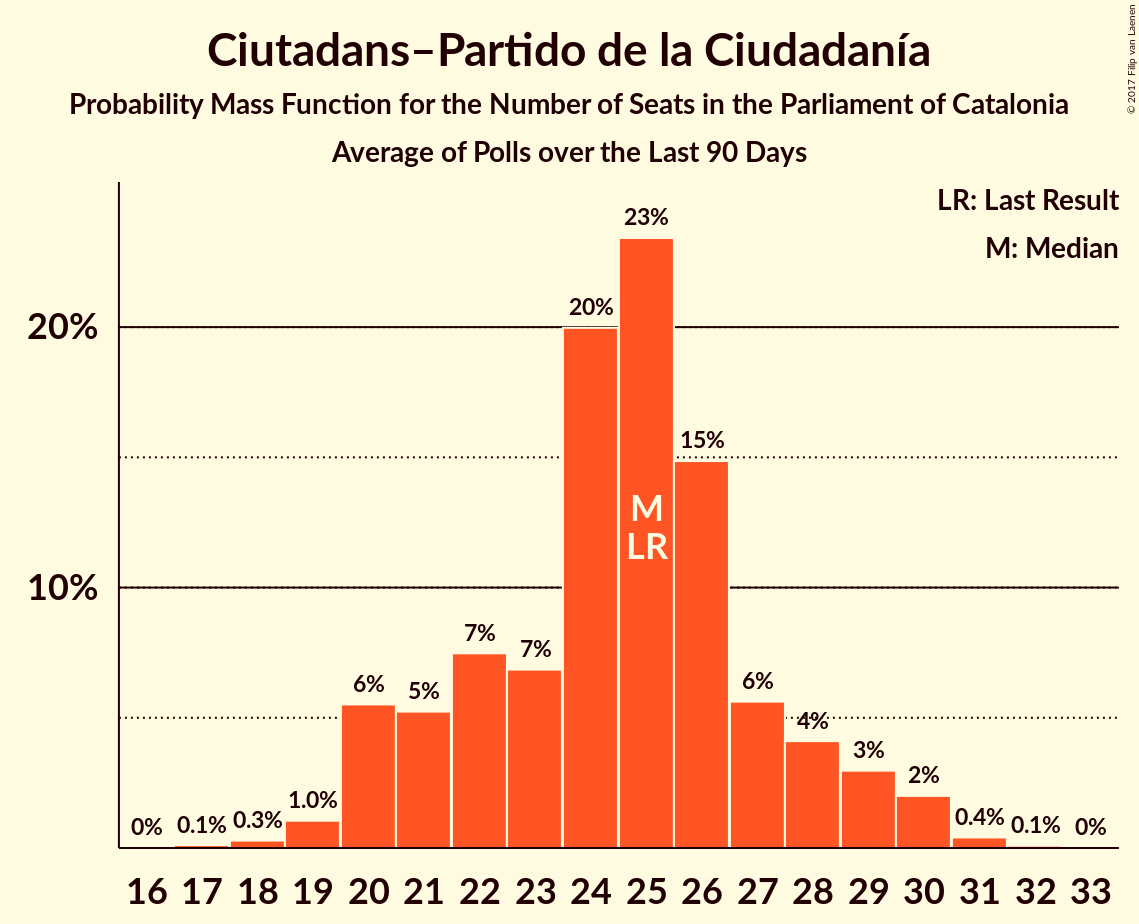 Ciutadans–Partido de la Ciudadanía
Probability Mass Function for the Number of Seats in the Parliament of Catalonia
Average of Polls over the Last 90 Days
© 2017 Filip van Laenen
LR: Last Result
M: Median
20%
10%
0%
0.1%
0.3%
1.0%
6%
5%
7%
7%
20%
23%
15%
6%
4%
3%
2%
0.4%
0.1%
0%
M
LR
16 17 18 19 20 21 22 23 24 25 26 27 28 29 30 31 32 33